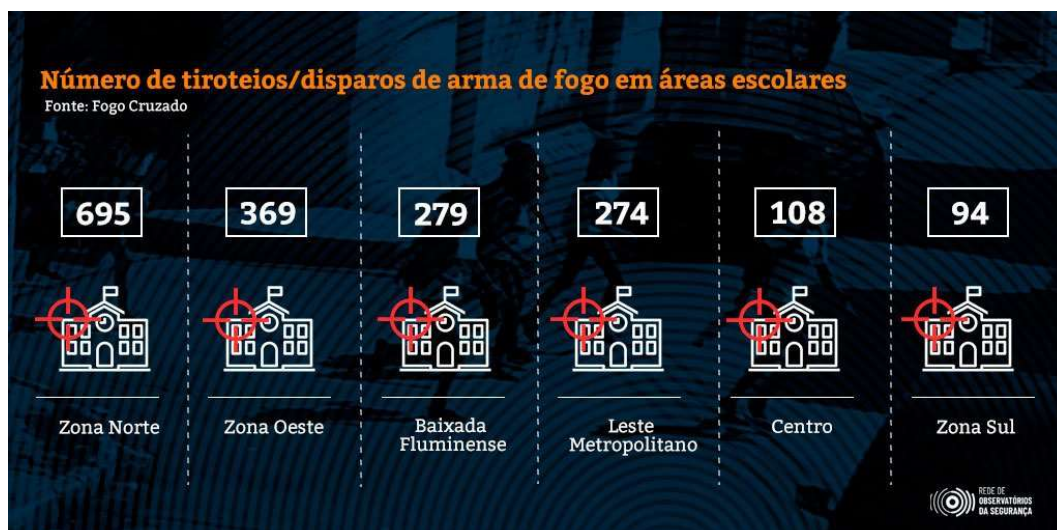 Número de tiroteios/disparos de arma de fogo em áreas escolares
Fonte: Fogo Cruzado
695
369
279
274
108
94
Zona Norte
Zona Oeste
Baixada
Fluminense
Leste
Metropolitano
Centro
Zona Sul
REDE DE
OBSERVATÓRIOS
DA SEGURANÇA